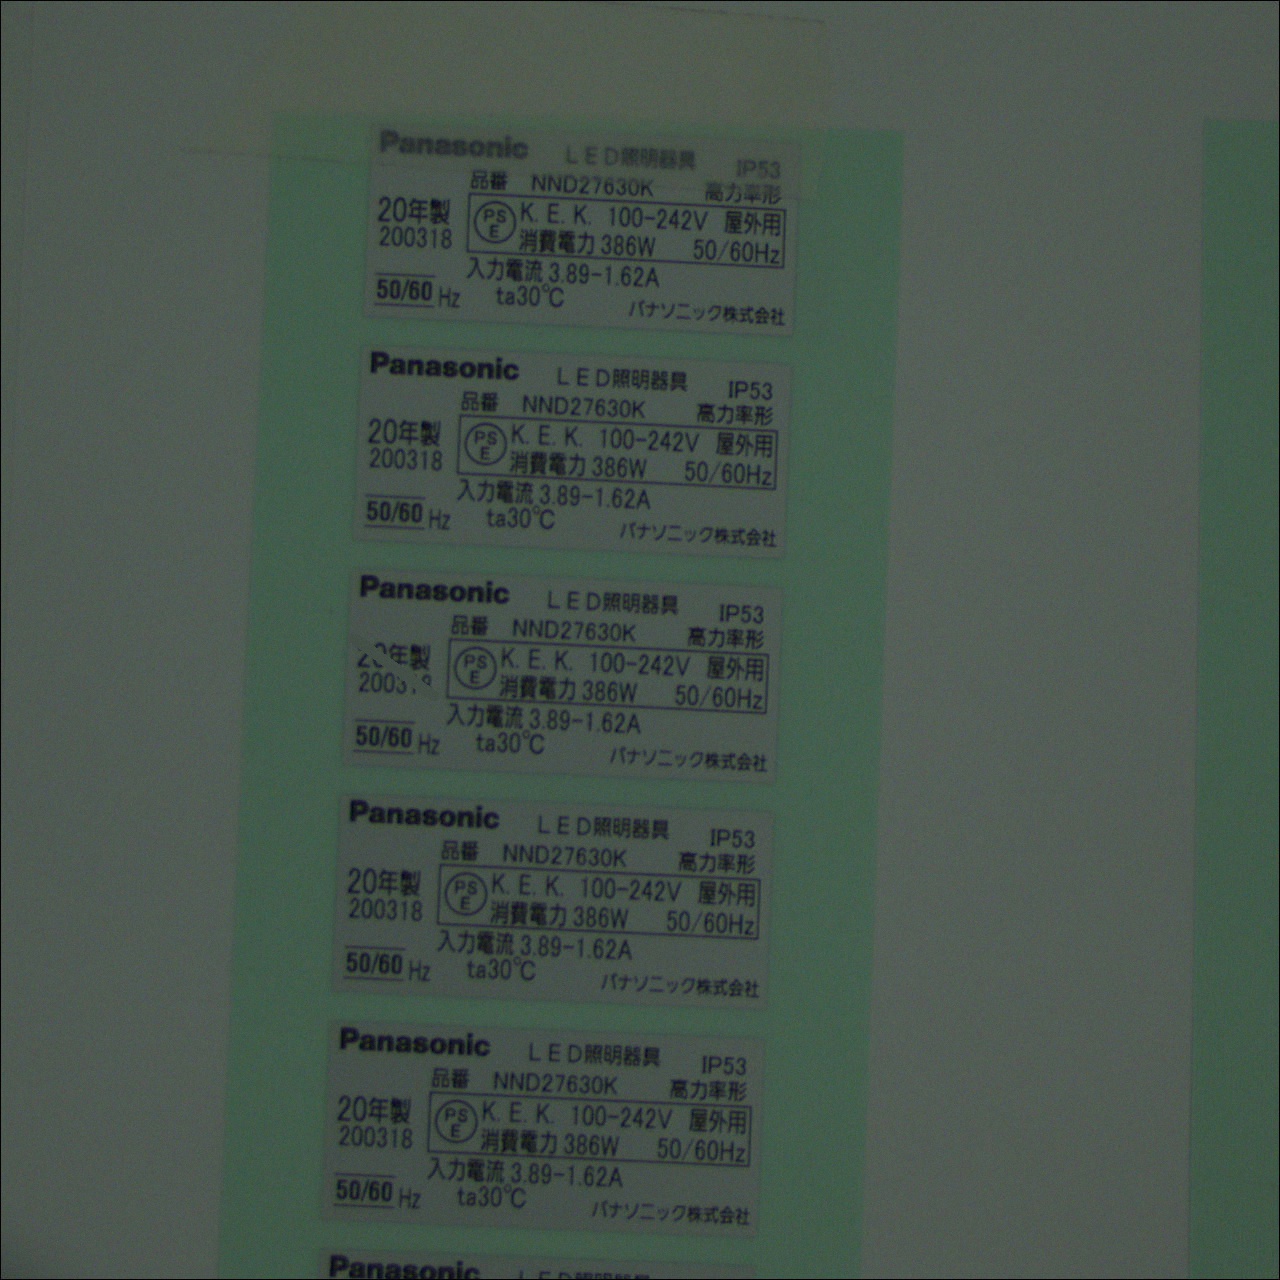 Panasonic LED照明器具 IP53
品番 NND27630K 高力率形
20年製 PS E K.E.K. 100-242V 屋外用
200318 消費電力 386W 50/60Hz
入力電流 3.89-1.62A
50/60 Hz ta30℃ パナソニック株式会社
Panasonic LED照明器具 IP53
品番 NND27630K 高力率形
20年製 PS E K.E.K. 100-242V 屋外用
200318 消費電力 386W 50/60Hz
入力電流 3.89-1.62A
50/60 Hz ta30℃ パナソニック株式会社
Panasonic LED照明器具 IP53
品番 NND27630K 高力率形
20年製 PS E K.E.K. 100-242V 屋外用
消費電力 386W 50/60Hz
入力電流 3.89-1.62A
50/60 Hz ta30℃ パナソニック株式会社
Panasonic LED照明器具 IP53
品番 NND27630K 高力率形
20年製 PS E K.E.K. 100-242V 屋外用
200318 消費電力 386W 50/60Hz
入力電流 3.89-1.62A
50/60 Hz ta30℃ パナソニック株式会社
Panasonic LED照明器具 IP53
品番 NND27630K 高力率形
20年製 PS E K.E.K. 100-242V 屋外用
200318 消費電力 386W 50/60Hz
入力電流 3.89-1.62A
50/60 Hz ta30℃ パナソニック株式会社
Panasonic LED照明器具